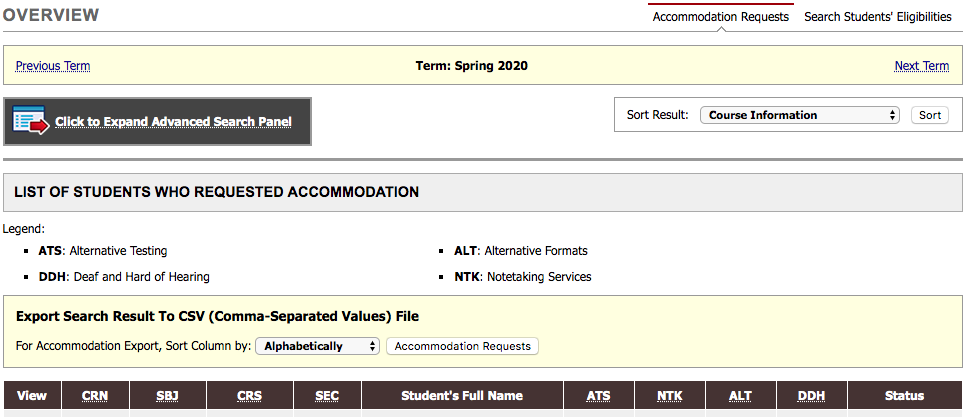 OVERVIEW
Accommodation Requests Search Students' Eligibilities
Previous Term Term: Spring 2020 Next Term
Click to Expand Advanced Search Panel
Sort Result: Course Information Sort
LIST OF STUDENTS WHO REQUESTED ACCOMMODATION
Legend:
ATS: Alternative Testing
ALT: Alternative Formats
DDH: Deaf and Hard of Hearing
NTK: Notetaking Services
Export Search Result To CSV (Comma-Separated Values) File
For Accommodation Export, Sort Column by: Alphabetically Accommodation Requests
View CRN SBJ CRS SEC Student's Full Name ATS NTK ALT DDH Status